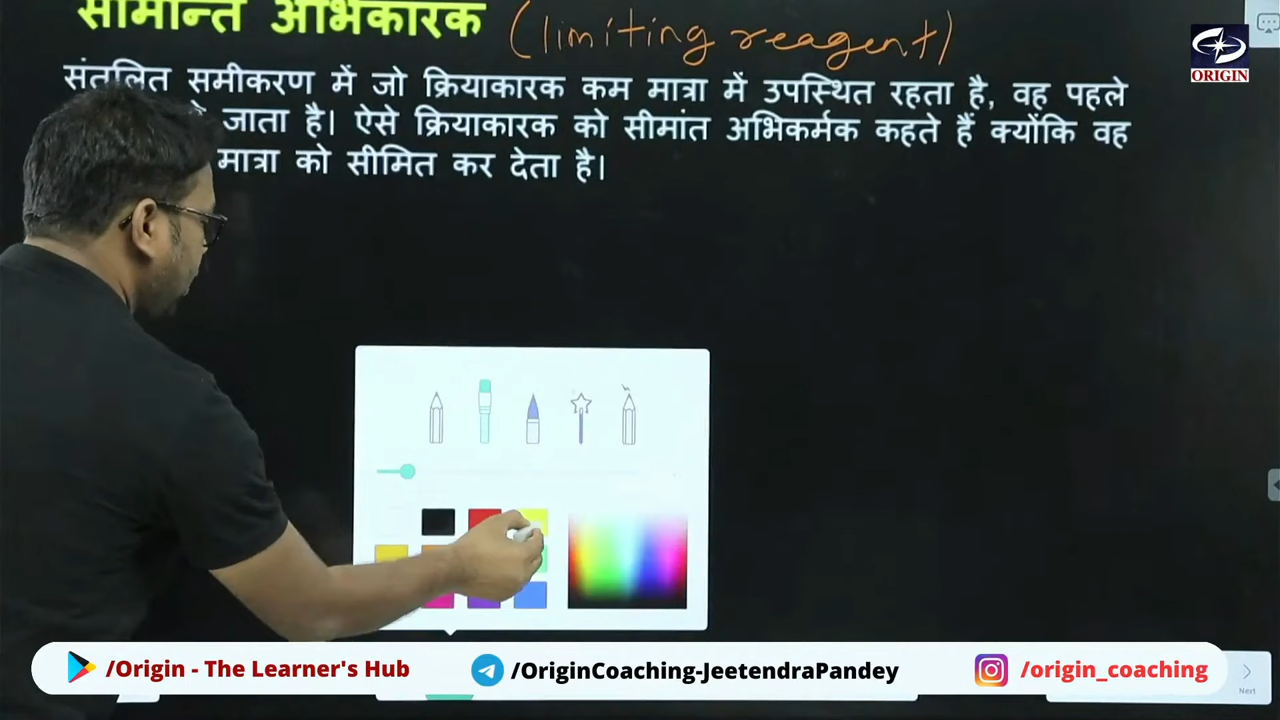 सीमान्त अभिकारक (limiting reagent)
ORIGIN
संतुलित समीकरण में जो क्रियाकारक कम मात्रा में उपस्थित रहता है, वह पहले
जाता है। ऐसे क्रियाकारक को सीमांत अभिकर्मक कहते हैं क्योंकि वह
मात्रा को सीमित कर देता है।
/Origin - The Learner's Hub
/OriginCoaching-JeetendraPandey
/origin_coaching
Next